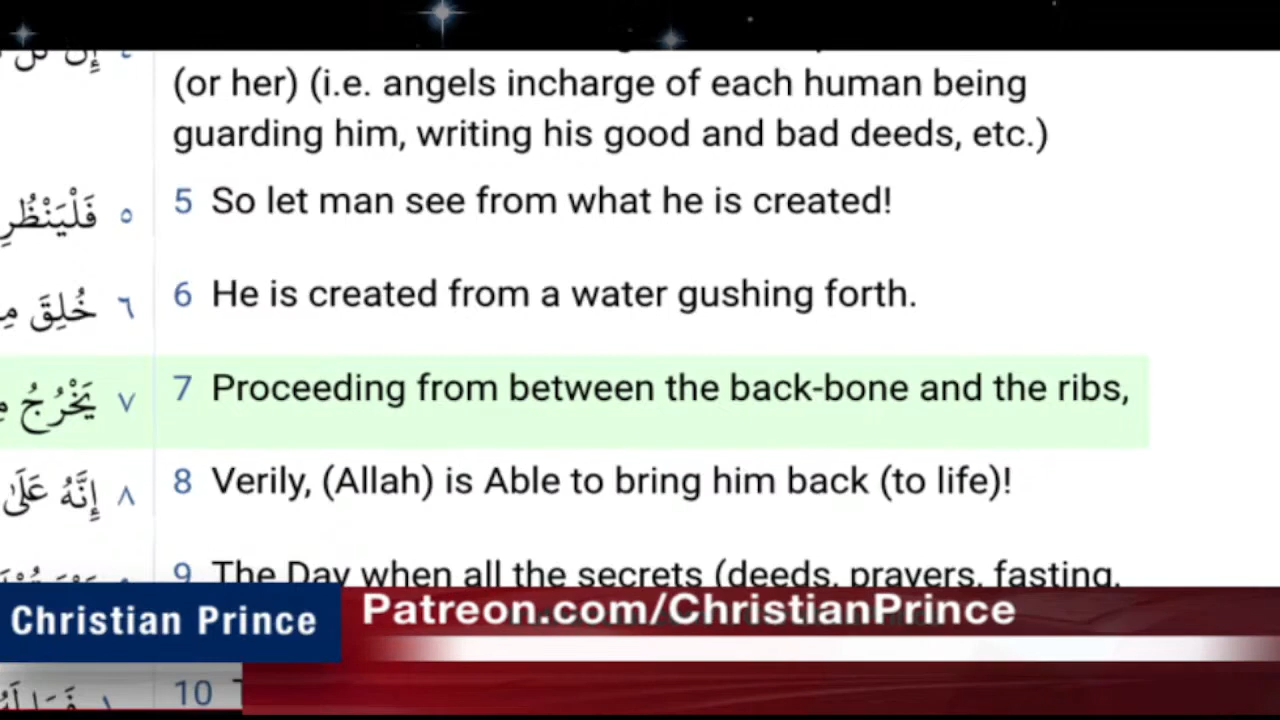 (or her) (i.e. angels incharge of each human being
guarding him, writing his good and bad deeds, etc.)
فَلْيَنْظُرِ ٥ 5 So let man see from what he is created!
خُلِقَ ٦ 6 He is created from a water gushing forth.
يَخْرُجُ ٧ 7 Proceeding from between the back-bone and the ribs,
إِنَّهُ عَلَىٰ ٨ 8 Verily, (Allah) is Able to bring him back (to life)!
9 The Day when all the secrets (deeds, prayers, fasting,
Christian Prince
Patreon.com/ChristianPrince
10